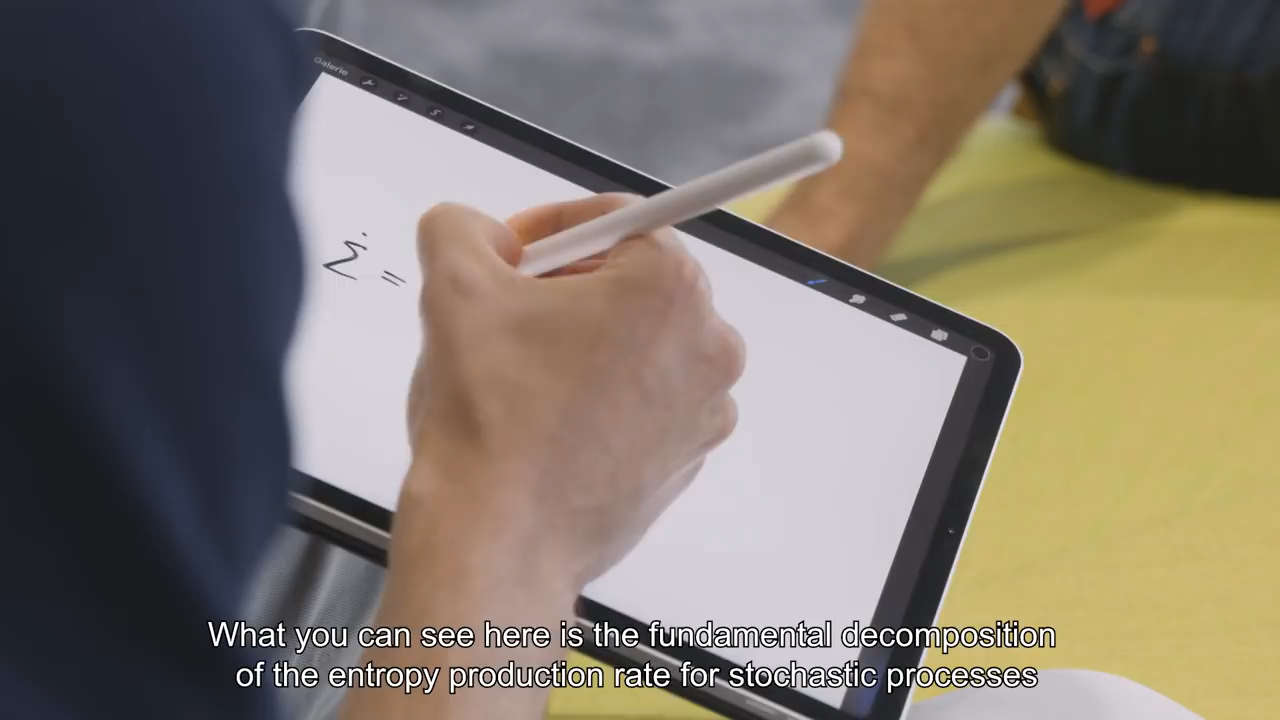 Galerie
Σ̇ =
What you can see here is the fundamental decomposition
of the entropy production rate for stochastic processes